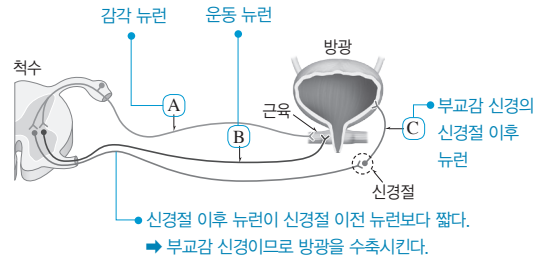 감각 뉴런
운동 뉴런
방광
척수
A
근육
B
C
부교감 신경의
신경절 이후
뉴런
신경절
신경절 이후 뉴런이 신경절 이전 뉴런보다 짧다.
➡ 부교감 신경이므로 방광을 수축시킨다.